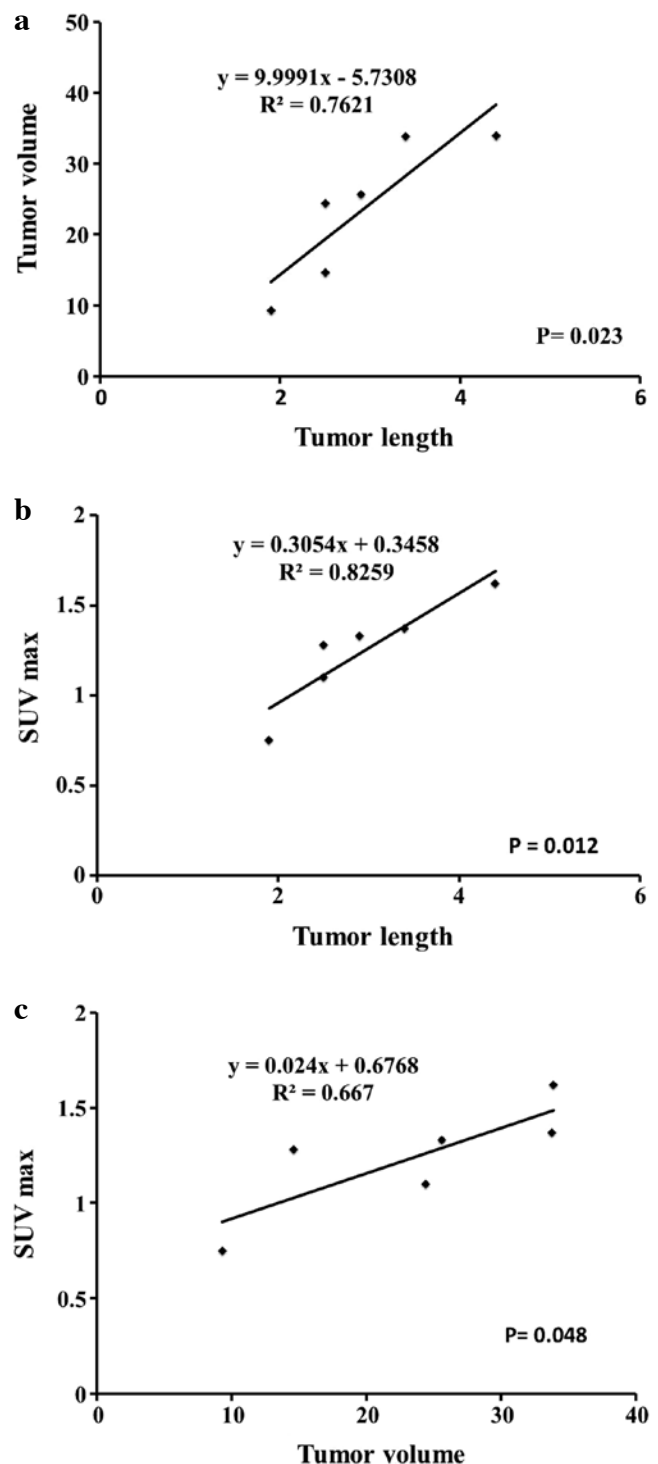 a
50
40
30
20
10
0
Tumor volume
y = 9.9991x - 5.7308
R² = 0.7621
P= 0.023
0 2 4 6
Tumor length
b
2
1.5
1
0.5
0
SUV max
y = 0.3054x + 0.3458
R² = 0.8259
P = 0.012
0 2 4 6
Tumor length
c
2
1.5
1
0.5
0
SUV max
y = 0.024x + 0.6768
R² = 0.667
P= 0.048
0 10 20 30 40
Tumor volume